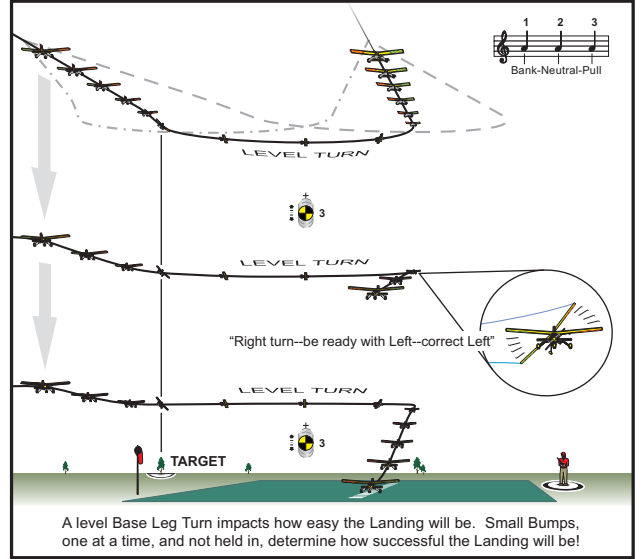 1 2 3
Bank-Neutral-Pull
LEVEL TURN
3
LEVEL TURN
“Right turn--be ready with Left--correct Left”
LEVEL TURN
3
TARGET
A level Base Leg Turn impacts how easy the Landing will be. Small Bumps,
one at a time, and not held in, determine how successful the Landing will be!